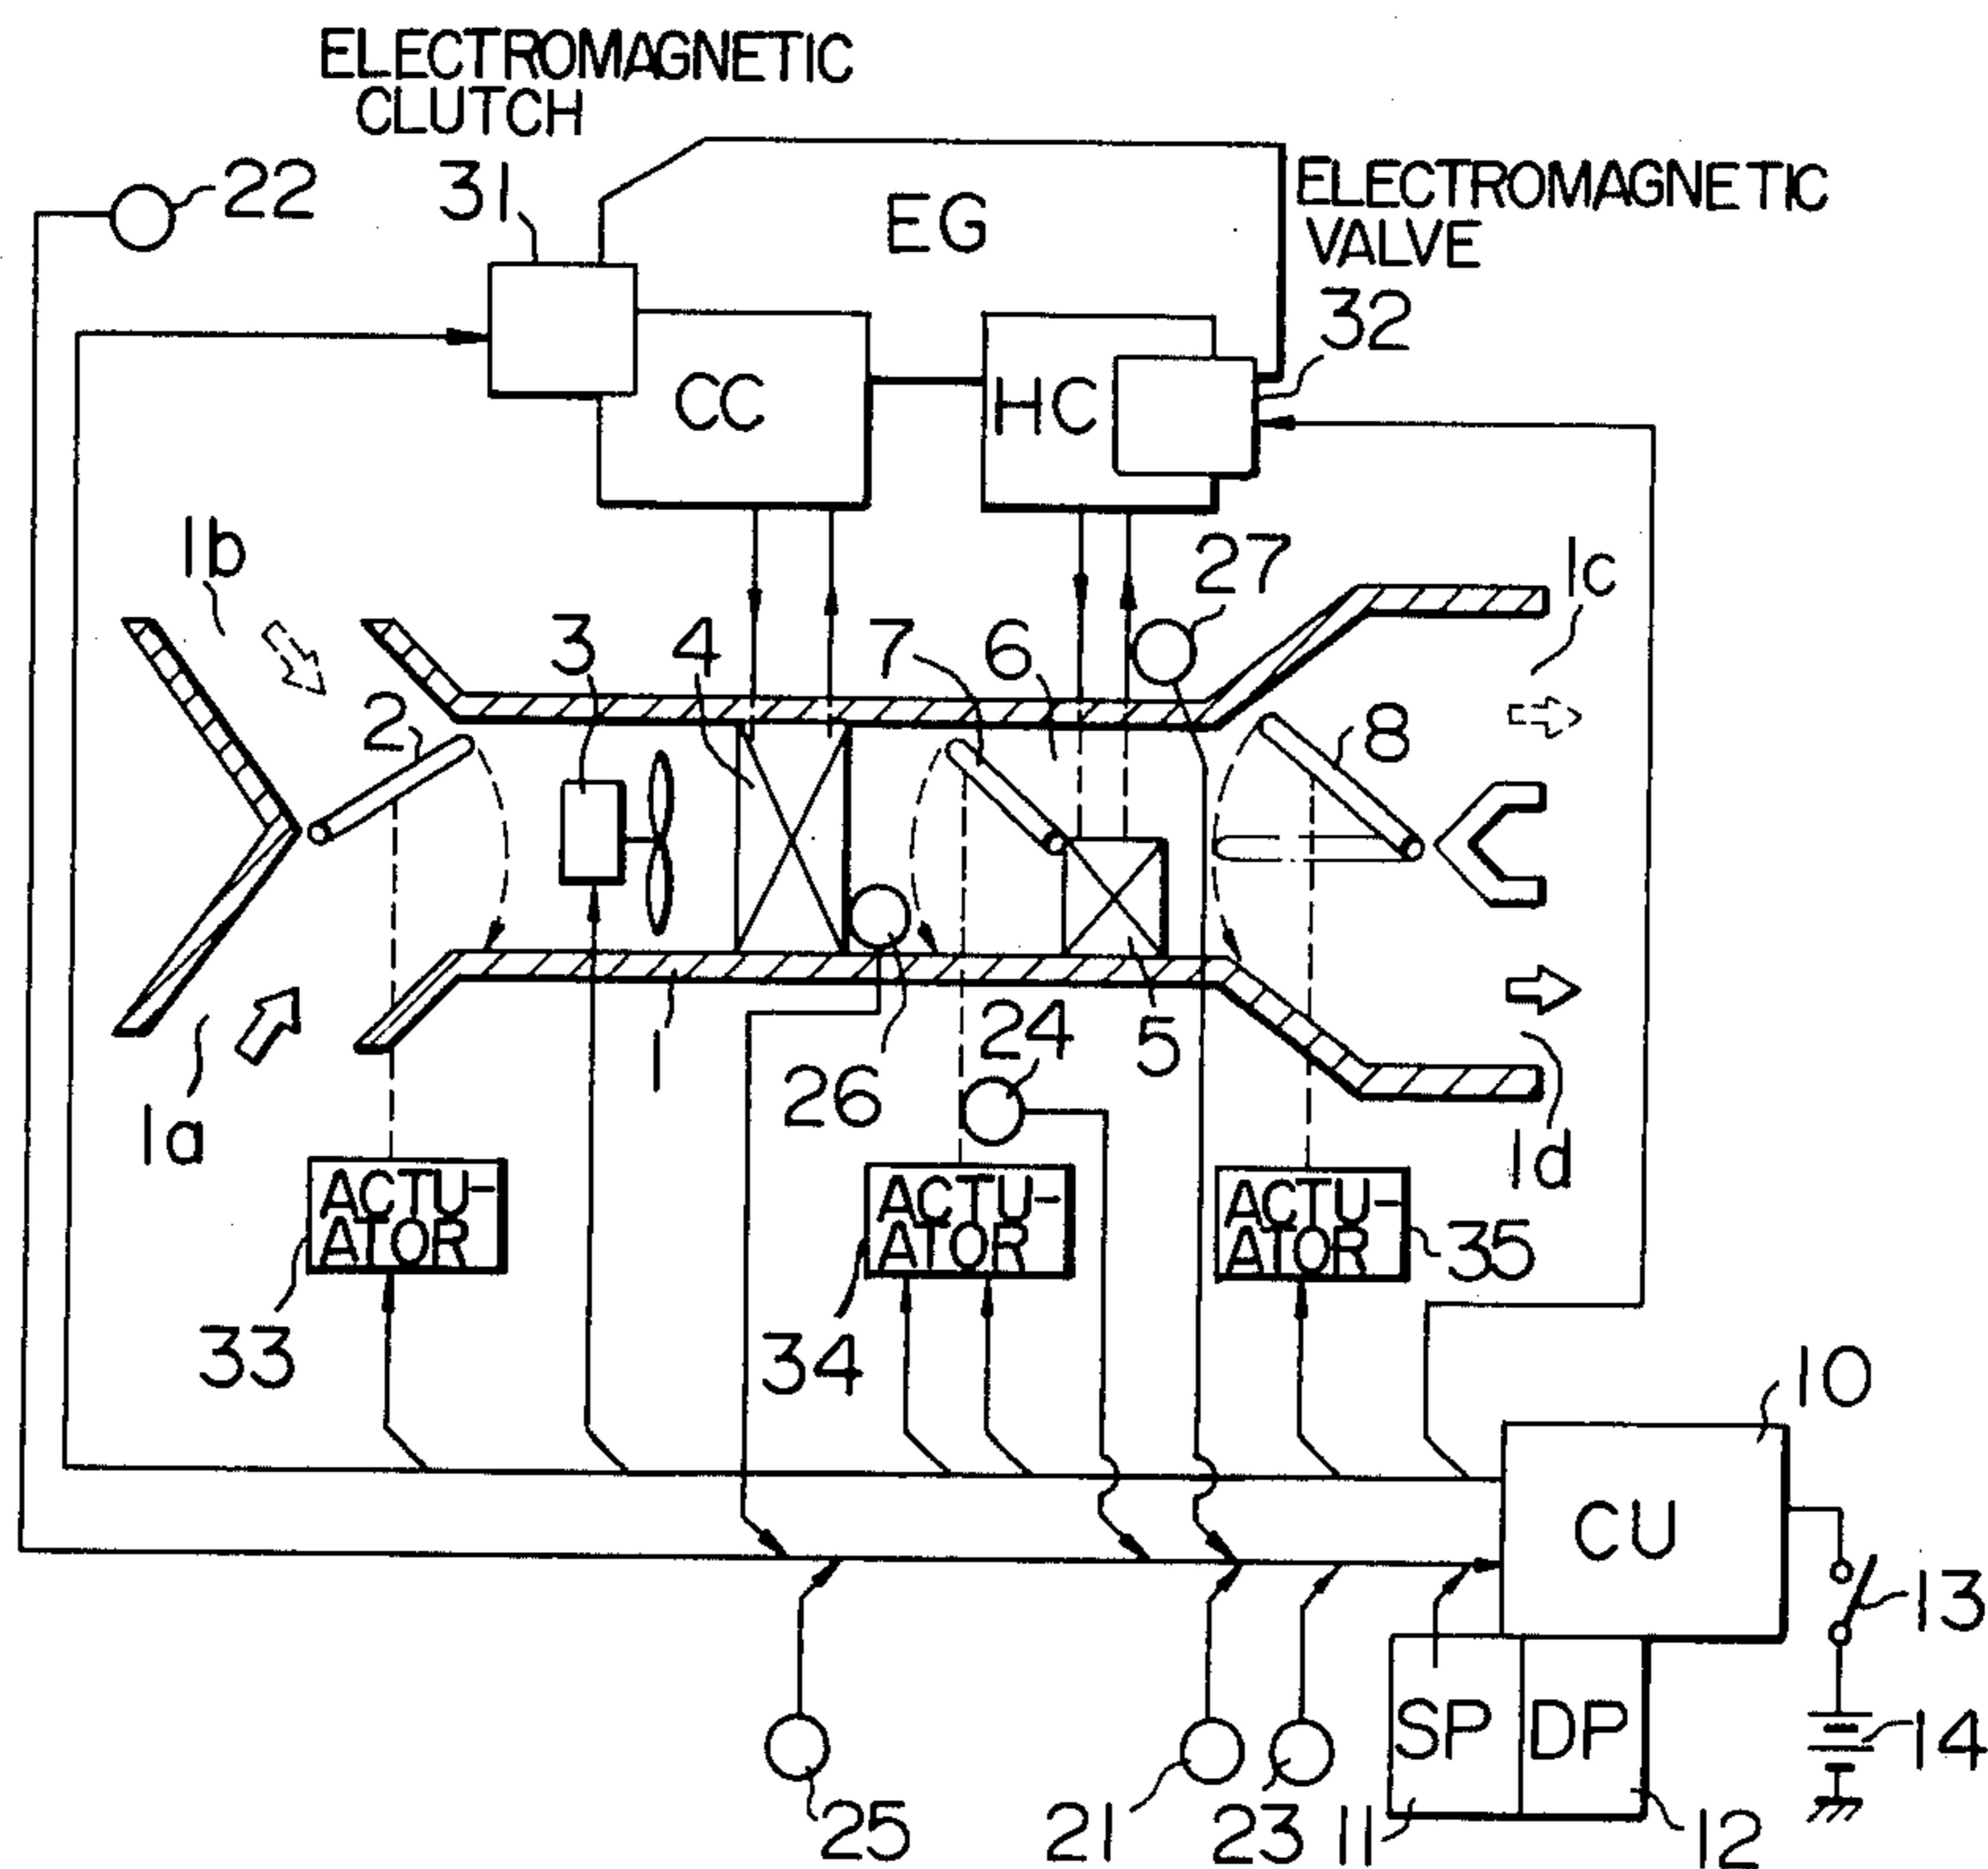 ELECTROMAGNETIC
CLUTCH
22
31
EG
ELECTROMAGNETIC
VALVE
32
CC
HC
1b
27
1c
3
4
7
6
2
8
1
26
24
5
1a
1d
ACTU-
ATOR
ACTU-
ATOR
ACTU-
ATOR
35
33
34
10
CU
13
SP
DP
14
25
21
23
11
12